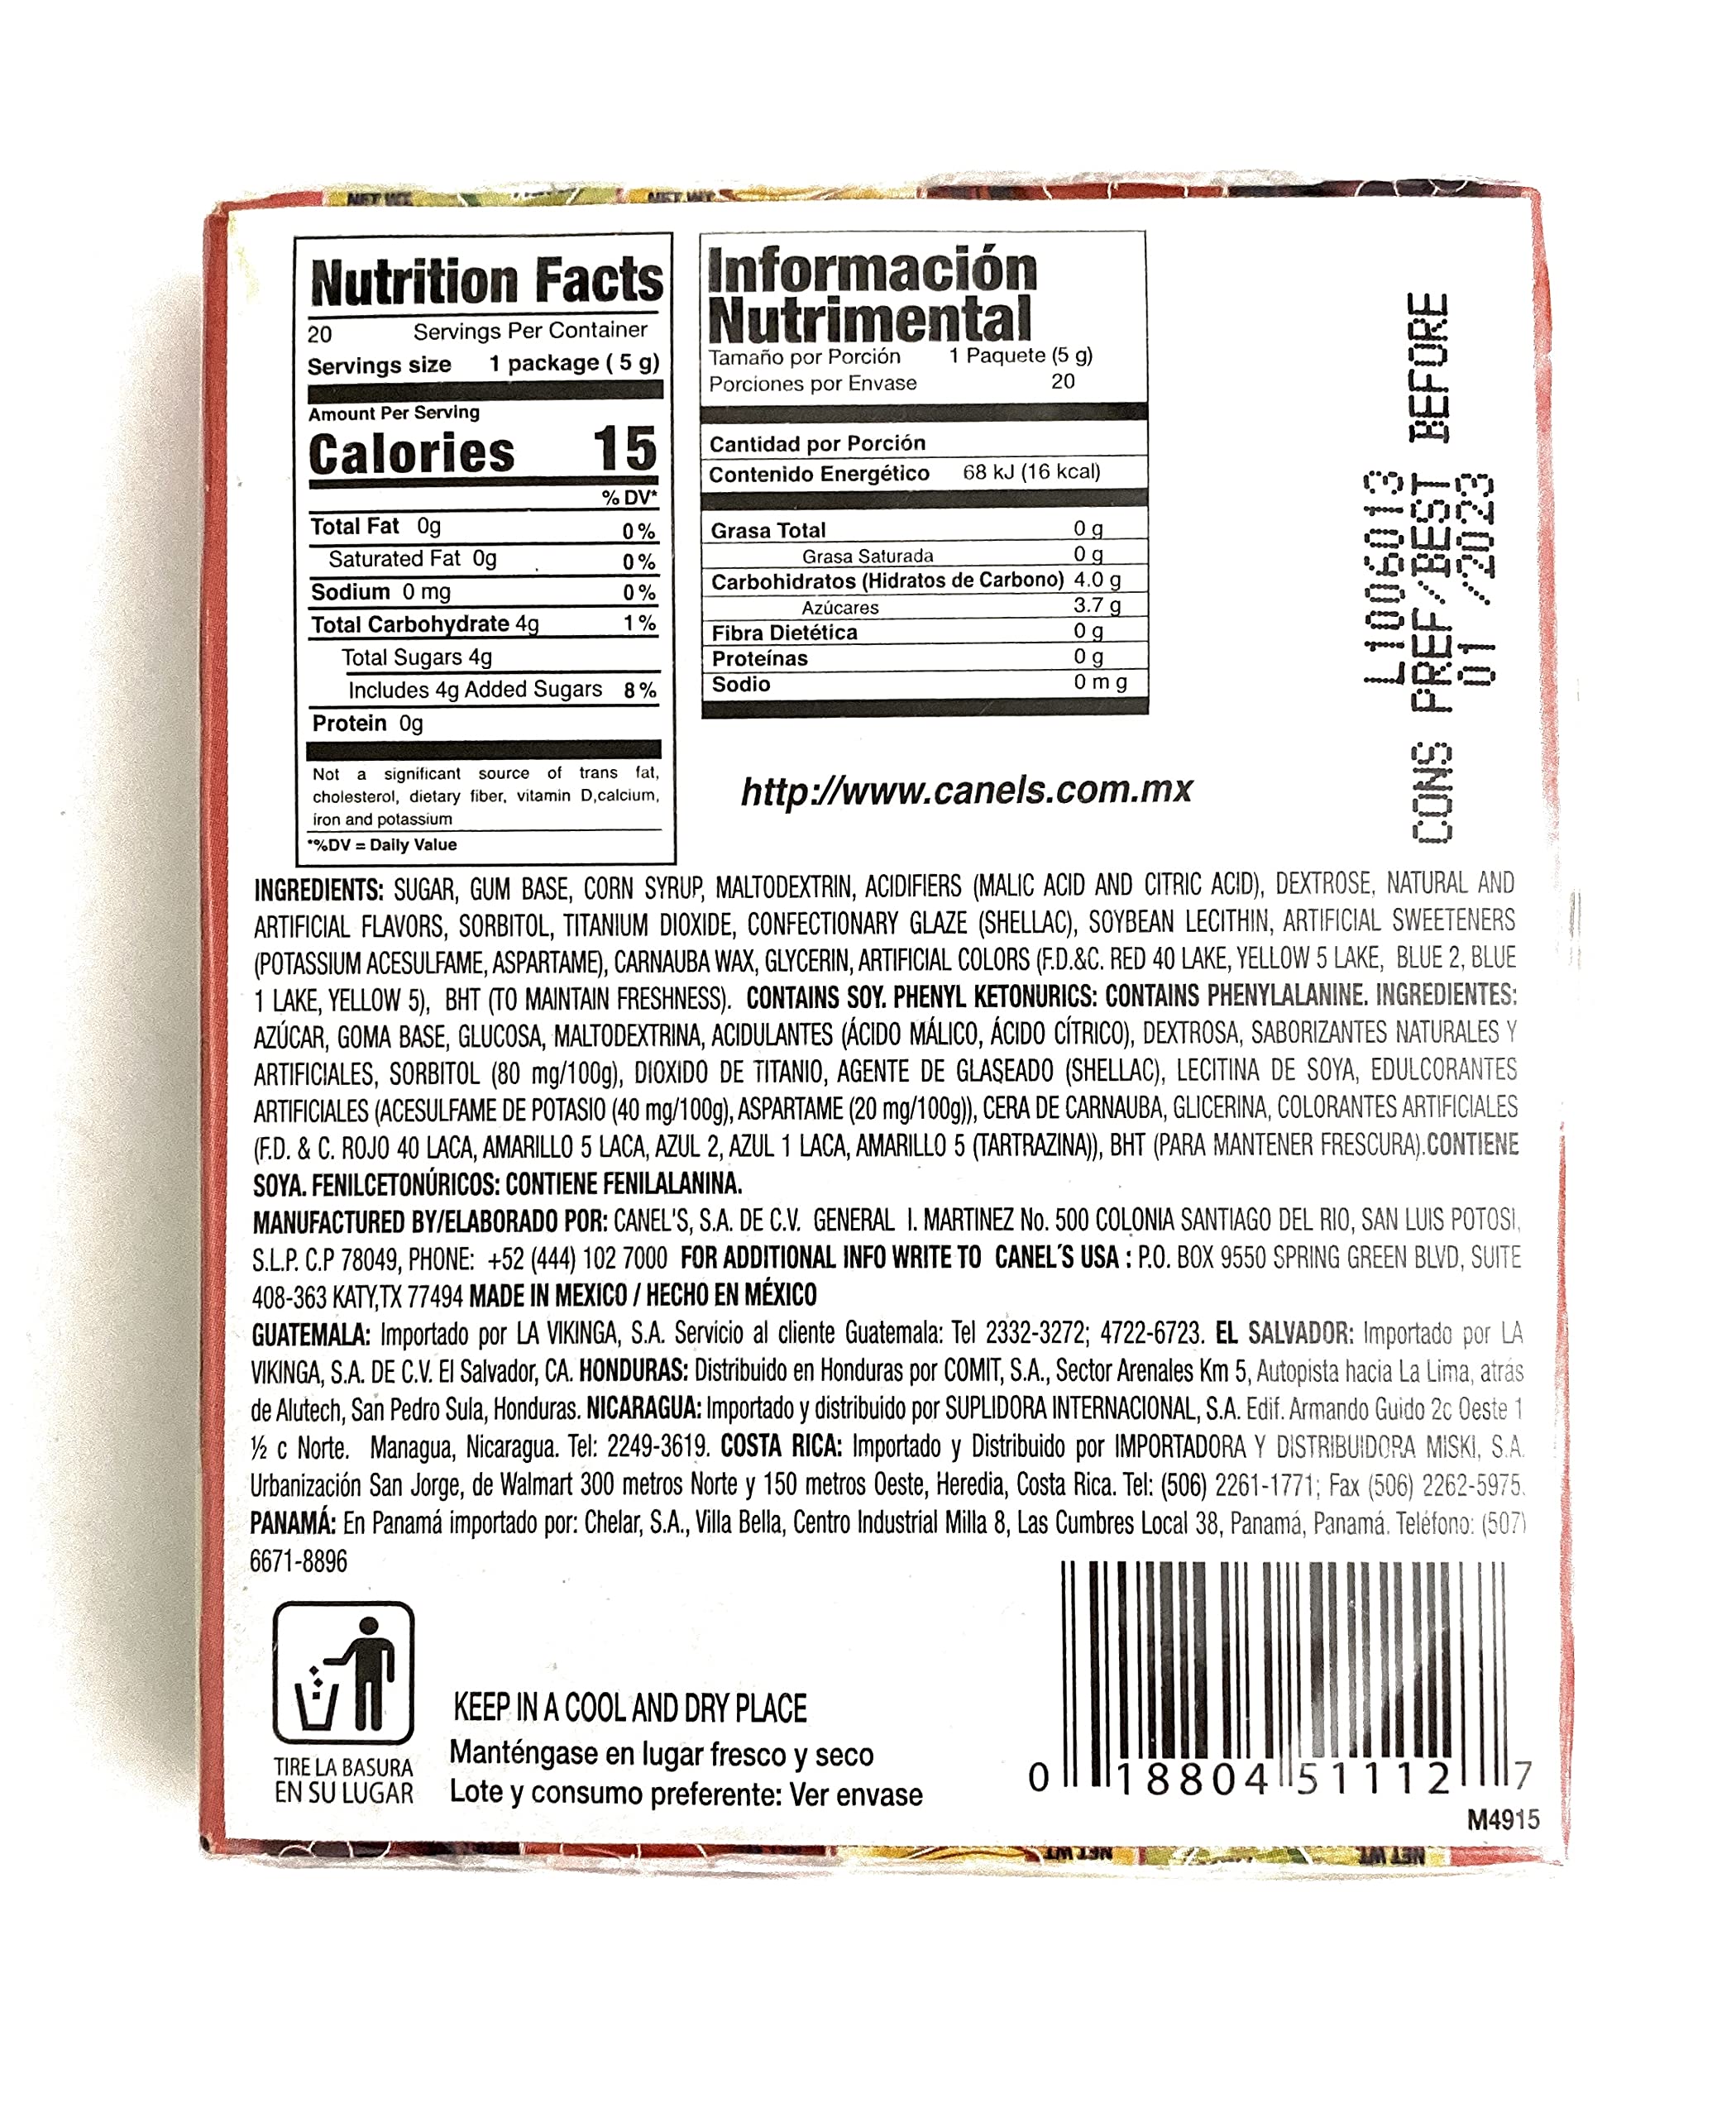 Nutrition Facts
20 Servings Per Container
Servings size 1 package ( 5 g)
Amount Per Serving
Calories 15
% DV*
Total Fat 0g 0%
Saturated Fat 0g 0%
Sodium 0 mg 0%
Total Carbohydrate 4g 1%
Total Sugars 4g
Includes 4g Added Sugars 8%
Protein 0g
Not a significant source of trans fat,
cholesterol, dietary fiber, vitamin D,calcium,
iron and potassium
*%DV = Daily Value
Información
Nutrimental
Tamaño por Porción 1 Paquete (5 g)
Porciones por Envase 20
Cantidad por Porción
Contenido Energético 68 kJ (16 kcal)
Grasa Total 0 g
Grasa Saturada 0 g
Carbohidratos (Hidratos de Carbono) 4.0 g
Azúcares 3.7 g
Fibra Dietética 0 g
Proteínas 0 g
Sodio 0 m g
http://www.canels.com.mx
L1006013
CONS PREF/BEST BEFORE
01 /2023
INGREDIENTS: SUGAR, GUM BASE, CORN SYRUP, MALTODEXTRIN, ACIDIFIERS (MALIC ACID AND CITRIC ACID), DEXTROSE, NATURAL AND
ARTIFICIAL FLAVORS, SORBITOL, TITANIUM DIOXIDE, CONFECTIONARY GLAZE (SHELLAC), SOYBEAN LECITHIN, ARTIFICIAL SWEETENERS
(POTASSIUM ACESULFAME, ASPARTAME), CARNAUBA WAX, GLYCERIN, ARTIFICIAL COLORS (F.D.&C. RED 40 LAKE, YELLOW 5 LAKE, BLUE 2, BLUE
1 LAKE, YELLOW 5), BHT (TO MAINTAIN FRESHNESS). CONTAINS SOY. PHENYL KETONURICS: CONTAINS PHENYLALANINE. INGREDIENTES:
AZÚCAR, GOMA BASE, GLUCOSA, MALTODEXTRINA, ACIDULANTES (ÁCIDO MÁLICO, ÁCIDO CÍTRICO), DEXTROSA, SABORIZANTES NATURALES Y
ARTIFICIALES, SORBITOL (80 mg/100g), DIOXIDO DE TITANIO, AGENTE DE GLASEADO (SHELLAC), LECITINA DE SOYA, EDULCORANTES
ARTIFICIALES (ACESULFAME DE POTASIO (40 mg/100g), ASPARTAME (20 mg/100g)), CERA DE CARNAUBA, GLICERINA, COLORANTES ARTIFICIALES
(F.D. & C. ROJO 40 LACA, AMARILLO 5 LACA, AZUL 2, AZUL 1 LACA, AMARILLO 5 (TARTRAZINA)), BHT (PARA MANTENER FRESCURA).CONTIENE
SOYA. FENILCETONÚRICOS: CONTIENE FENILALANINA.
MANUFACTURED BY/ELABORADO POR: CANEL'S, S.A. DE C.V. GENERAL I. MARTINEZ No. 500 COLONIA SANTIAGO DEL RIO, SAN LUIS POTOSI,
S.L.P. C.P 78049, PHONE: +52 (444) 102 7000 FOR ADDITIONAL INFO WRITE TO CANEL´S USA : P.O. BOX 9550 SPRING GREEN BLVD, SUITE
408-363 KATY,TX 77494 MADE IN MEXICO / HECHO EN MÉXICO
GUATEMALA: Importado por LA VIKINGA, S.A. Servicio al cliente Guatemala: Tel 2332-3272; 4722-6723. EL SALVADOR: Importado por LA
VIKINGA, S.A. DE C.V. El Salvador, CA. HONDURAS: Distribuido en Honduras por COMIT, S.A., Sector Arenales Km 5, Autopista hacia La Lima, atrás
de Alutech, San Pedro Sula, Honduras. NICARAGUA: Importado y distribuido por SUPLIDORA INTERNACIONAL, S.A. Edif. Armando Guido 2c Oeste 1
½ c Norte. Managua, Nicaragua. Tel: 2249-3619. COSTA RICA: Importado y Distribuido por IMPORTADORA Y DISTRIBUIDORA MISKI, S.A.
Urbanización San Jorge, de Walmart 300 metros Norte y 150 metros Oeste, Heredia, Costa Rica. Tel: (506) 2261-1771; Fax (506) 2262-5975.
PANAMÁ: En Panamá importado por: Chelar, S.A., Villa Bella, Centro Industrial Milla 8, Las Cumbres Local 38, Panamá, Panamá. Teléfono: (507)
6671-8896
TIRE LA BASURA
EN SU LUGAR
KEEP IN A COOL AND DRY PLACE
Manténgase en lugar fresco y seco
Lote y consumo preferente: Ver envase
0 18804 51112 7
M4915
NET WT
NET WT